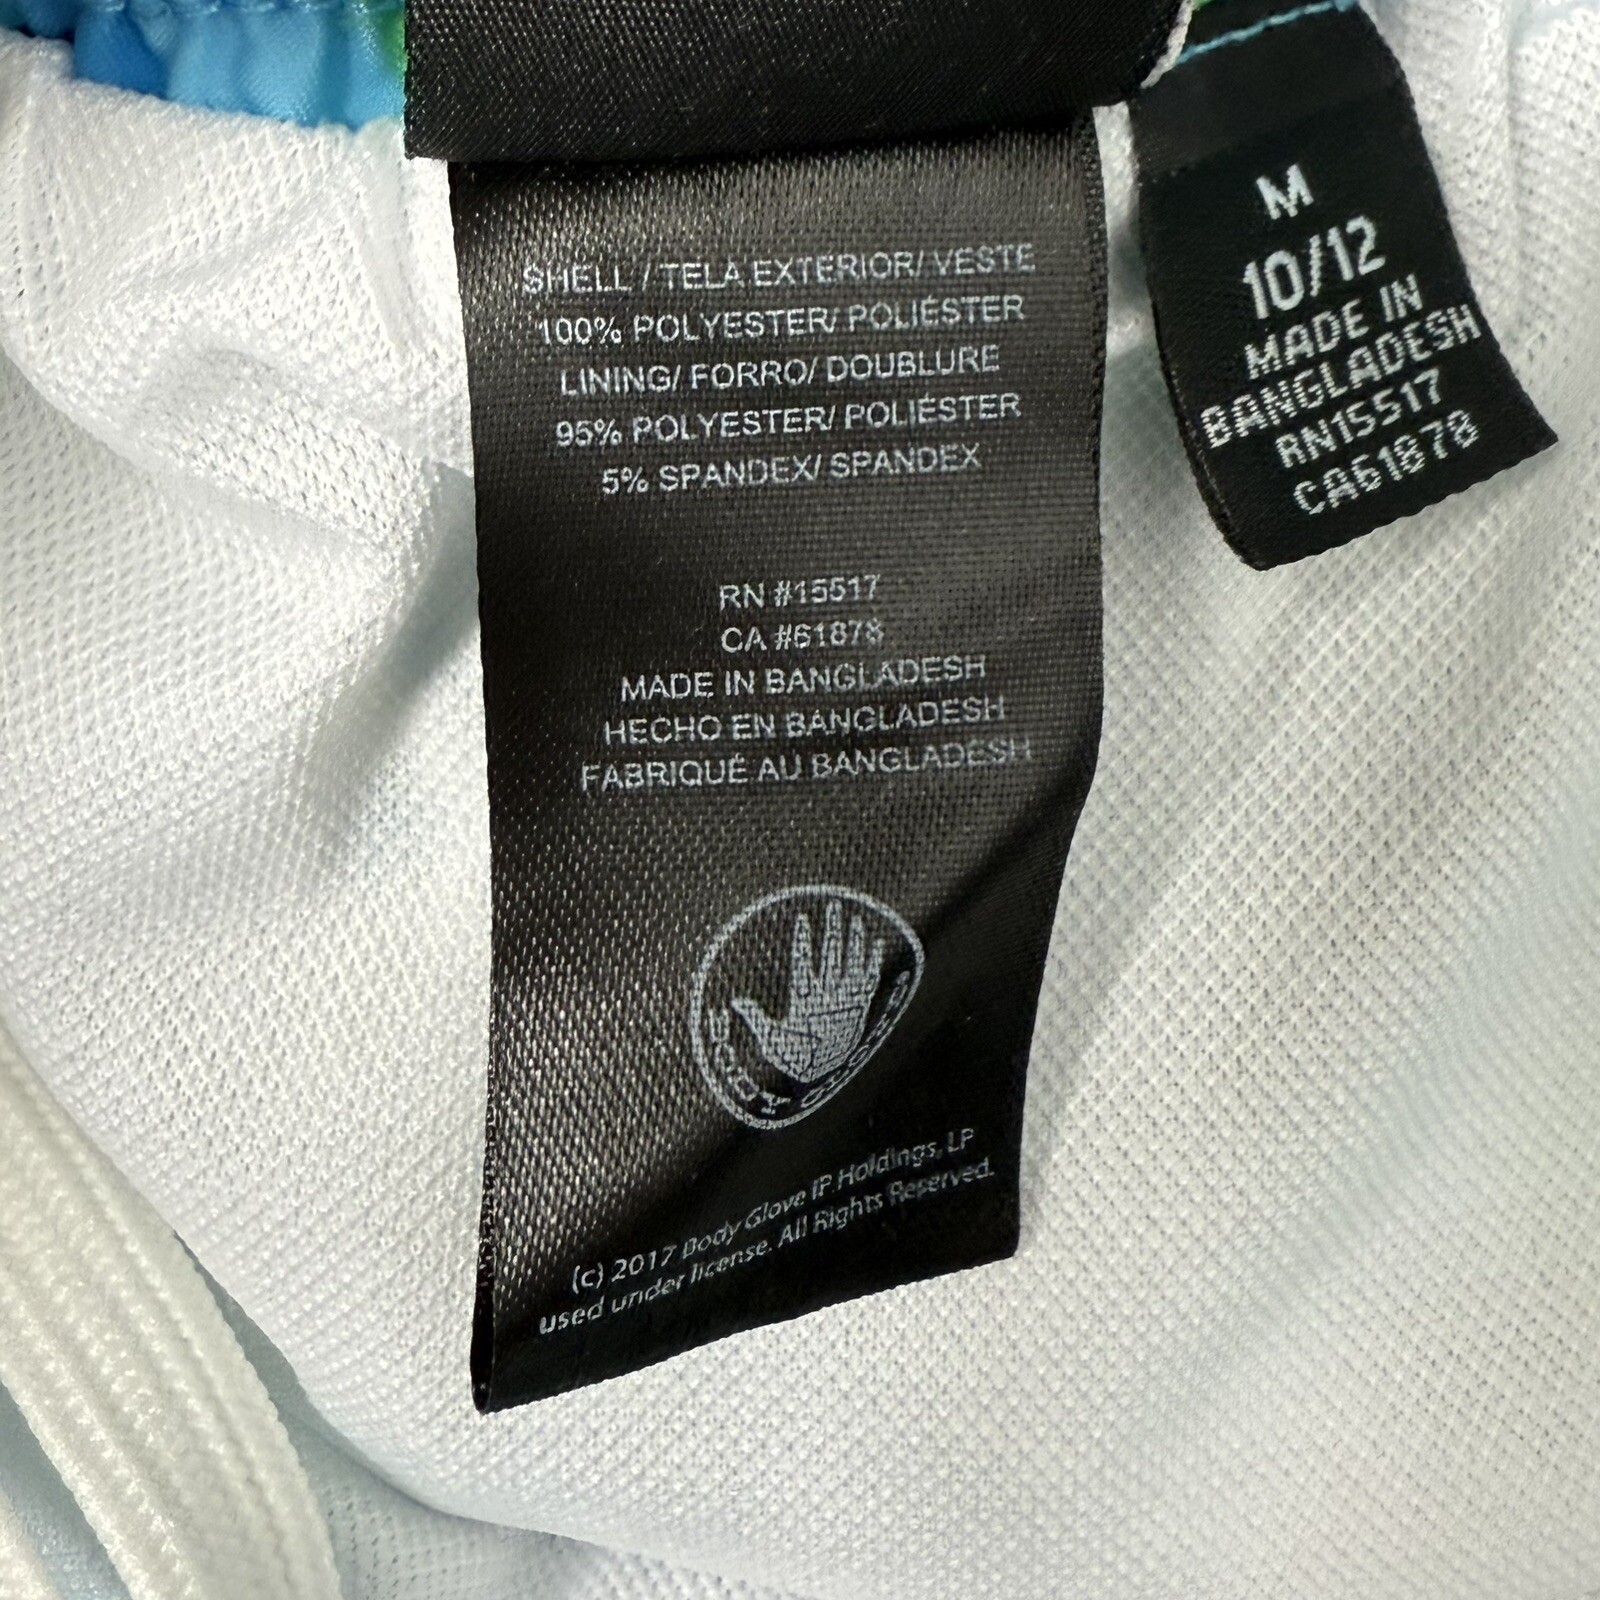 SHELL / TELA EXTERIOR/ VESTE
100% POLYESTER/ POLIÉSTER
LINING/ FORRO/ DOUBLURE
95% POLYESTER/ POLIÉSTER
5% SPANDEX/ SPANDEX
RN #15517
CA #61878
MADE IN BANGLADESH
HECHO EN BANGLADESH
FABRIQUÉ AU BANGLADESH
BODY GLOVE
(c) 2017 Body Glove IP Holdings, LP
used under license. All Rights Reserved.
M
10/12
MADE IN
BANGLADESH
RN15517
CA61878